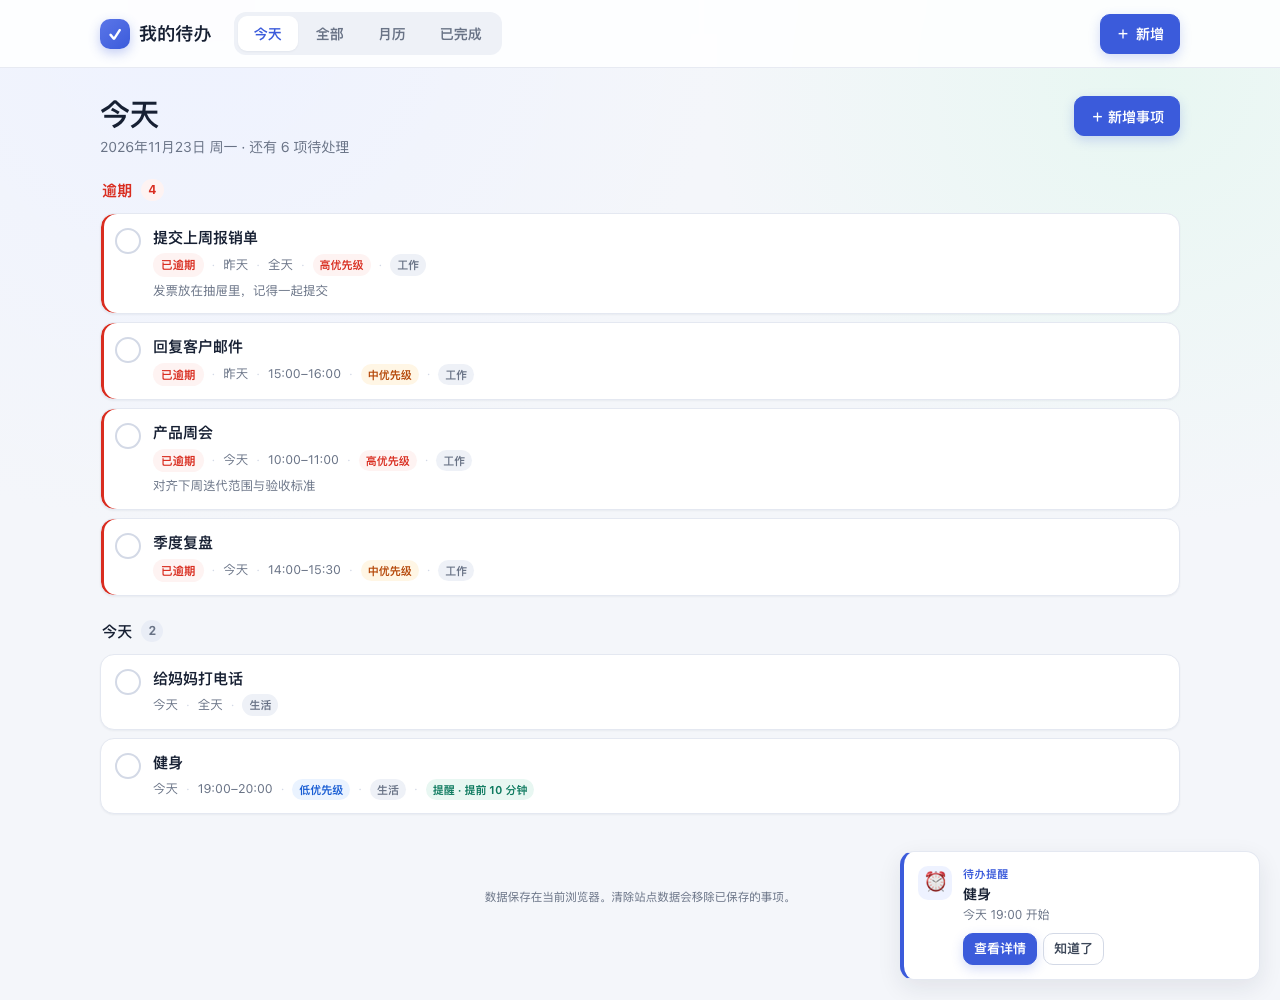 我的待办
今天 全部 月历 已完成
＋ 新增
今天
2026年11月23日 周一 · 还有 6 项待处理
＋ 新增事项
逾期 4
提交上周报销单
已逾期 · 昨天 · 全天 · 高优先级 · 工作
发票放在抽屉里，记得一起提交
回复客户邮件
已逾期 · 昨天 · 15:00–16:00 · 中优先级 · 工作
产品周会
已逾期 · 今天 · 10:00–11:00 · 高优先级 · 工作
对齐下周迭代范围与验收标准
季度复盘
已逾期 · 今天 · 14:00–15:30 · 中优先级 · 工作
今天 2
给妈妈打电话
今天 · 全天 · 生活
健身
今天 · 19:00–20:00 · 低优先级 · 生活 · 提醒 · 提前 10 分钟
数据保存在当前浏览器。清除站点数据会移除已保存的事项。
待办提醒
健身
今天 19:00 开始
查看详情 知道了